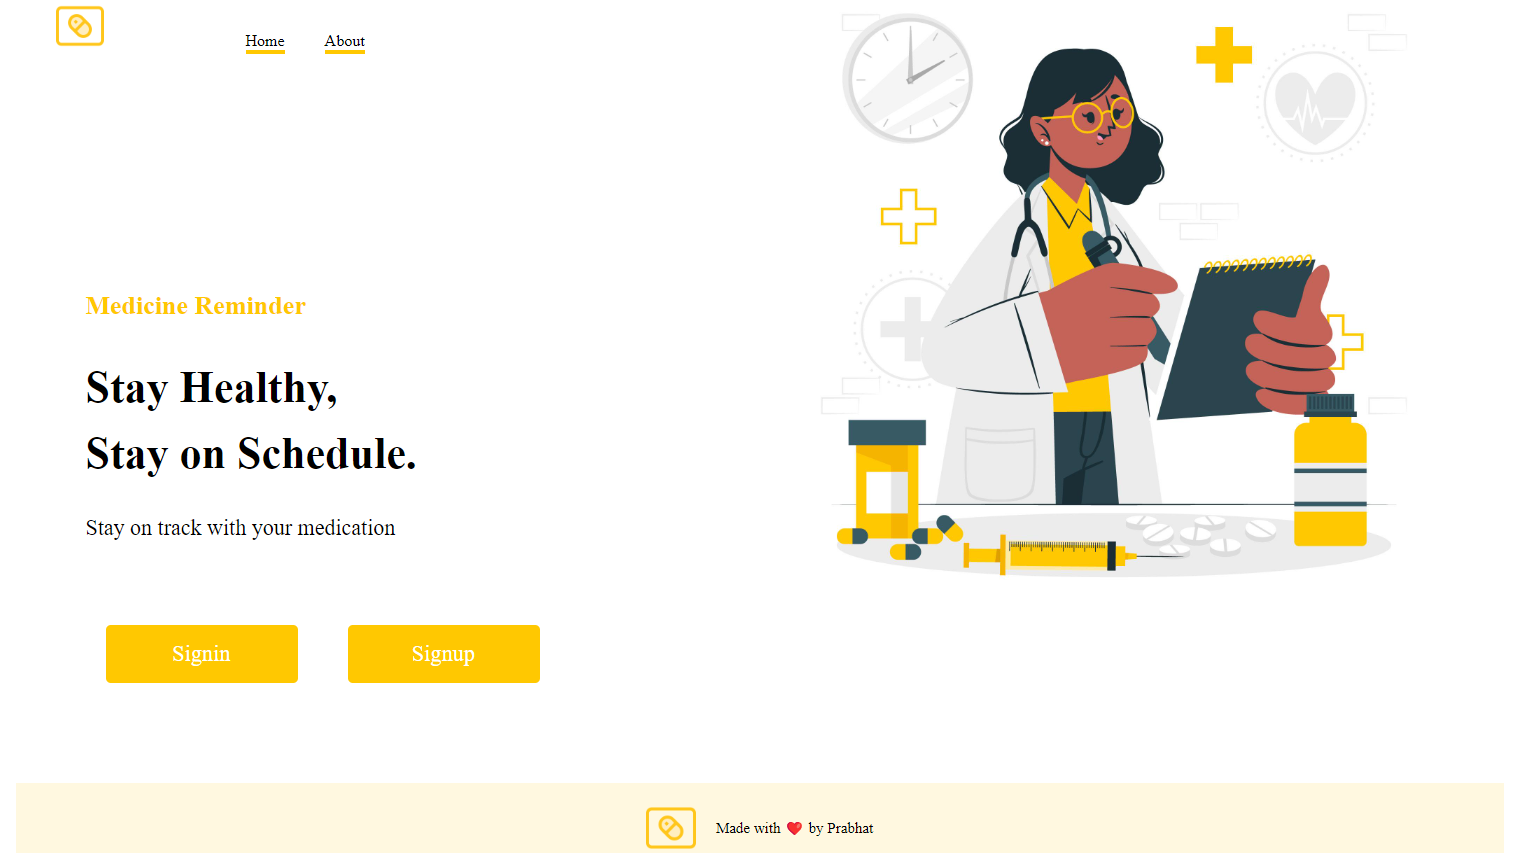 Home
About
Medicine Reminder
Stay Healthy,
Stay on Schedule.
Stay on track with your medication
Signin
Signup
Made with ❤️ by Prabhat